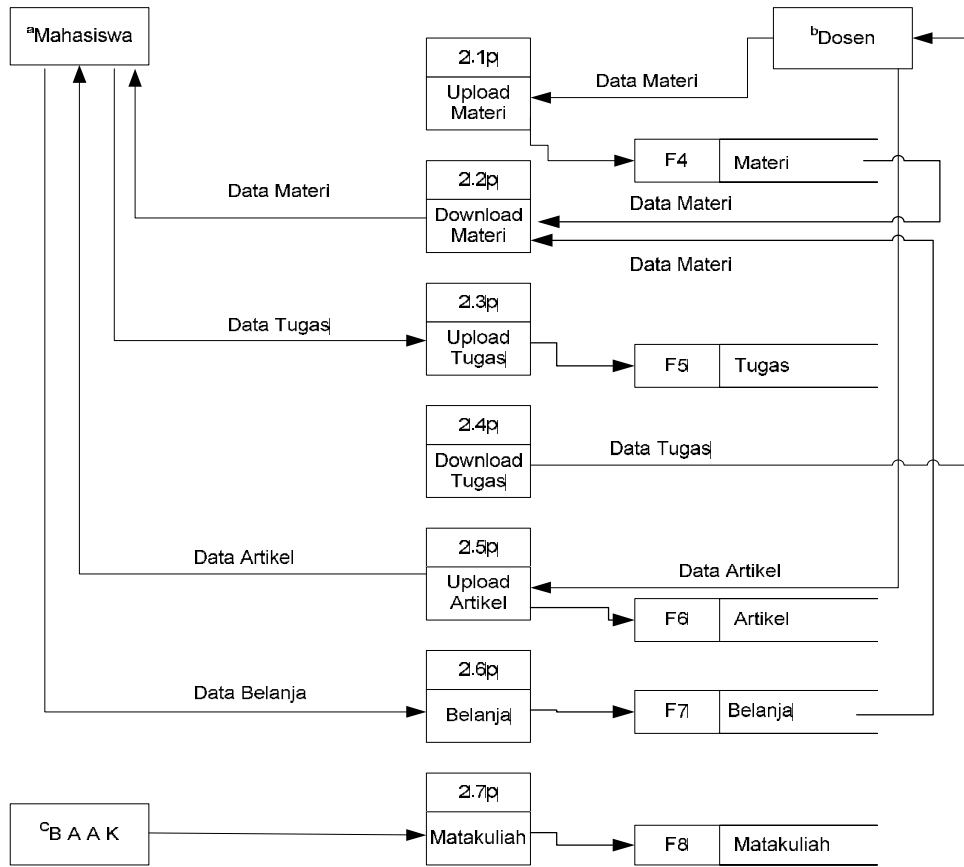 aMahasiswa
bDosen
2.1p
Upload
Materi
Data Materi
F4
Materi
2.2p
Download
Materi
Data Materi
Data Materi
Data Materi
2.3p
Upload
Tugas
Data Tugas
F5
Tugas
2.4p
Download
Tugas
Data Tugas
2.5p
Upload
Artikel
Data Artikel
Data Artikel
F6
Artikel
2.6p
Belanja
Data Belanja
F7
Belanja
2.7p
Matakuliah
cB A A K
F8
Matakuliah